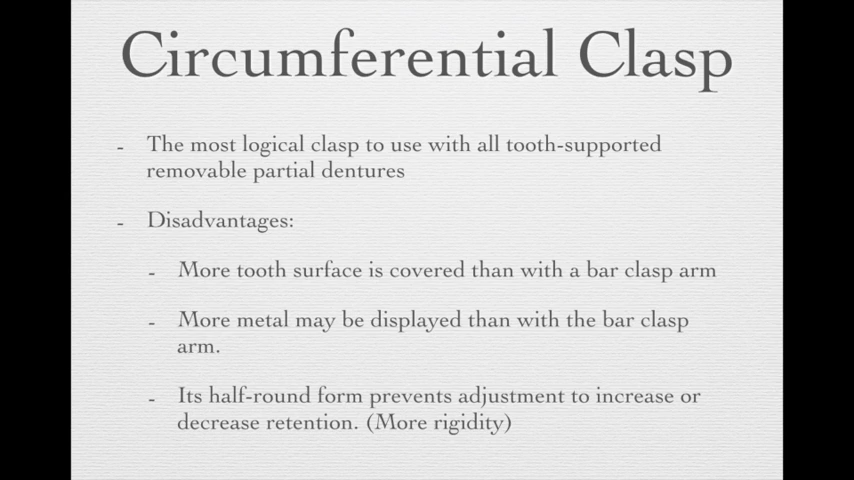 Circumferential Clasp
- The most logical clasp to use with all tooth-supported
removable partial dentures
- Disadvantages:
- More tooth surface is covered than with a bar clasp arm
- More metal may be displayed than with the bar clasp
arm.
- Its half-round form prevents adjustment to increase or
decrease retention. (More rigidity)